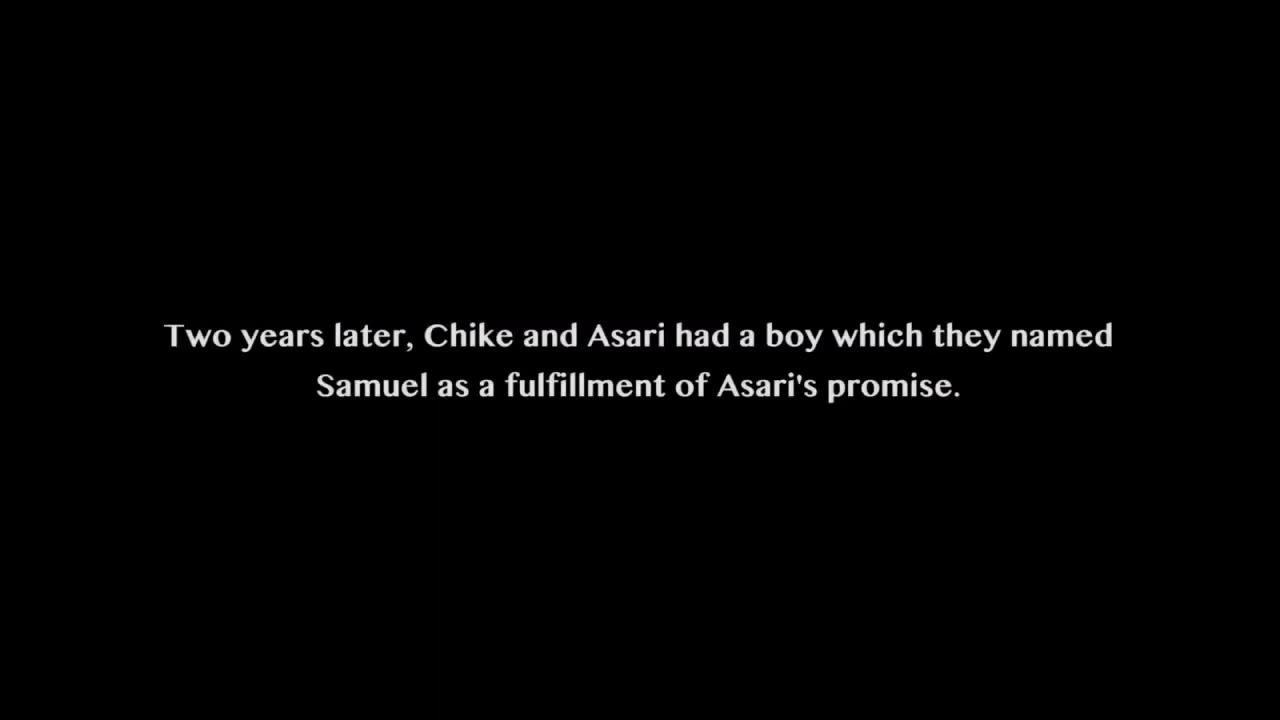 Two years later, Chike and Asari had a boy which they named
Samuel as a fulfillment of Asari's promise.